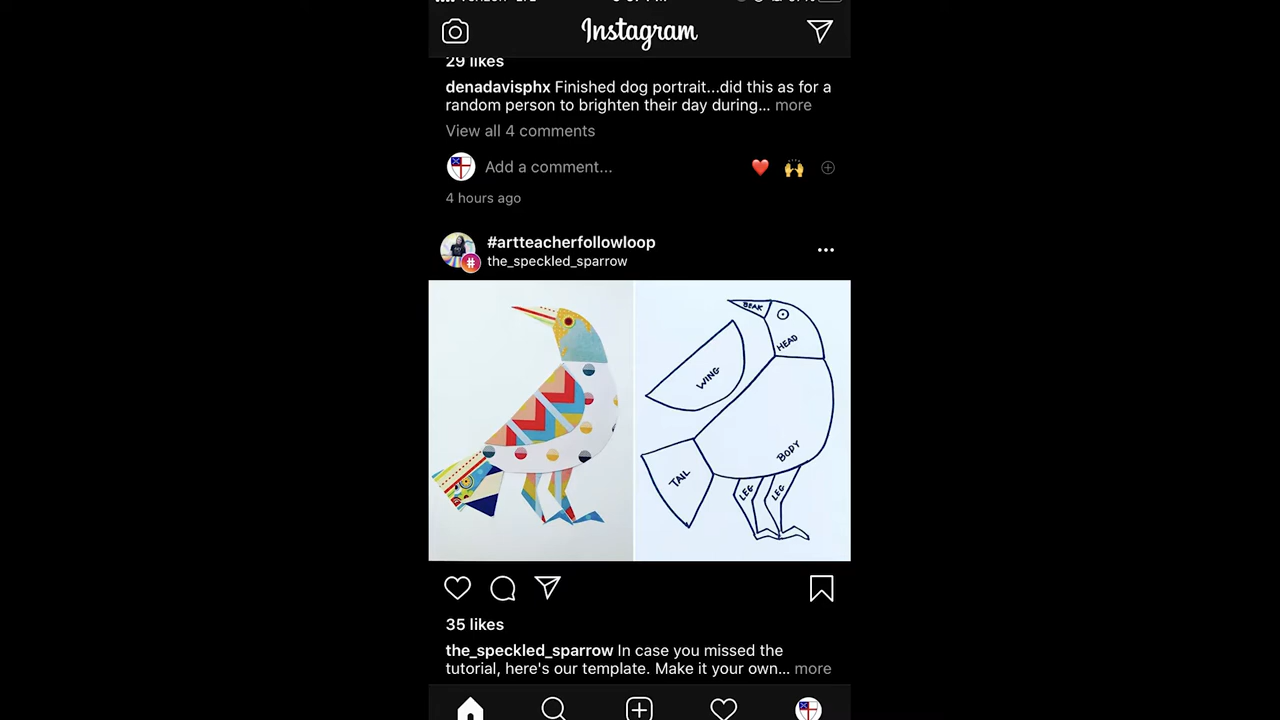 Instagram
29 likes
denadavisphx Finished dog portrait...did this as for a
random person to brighten their day during... more
View all 4 comments
Add a comment...
4 hours ago
#artteacherfollowloop
the_speckled_sparrow
BEAK
HEAD
WING
BODY
TAIL
LEG
LEG
35 likes
the_speckled_sparrow In case you missed the
tutorial, here's our template. Make it your own... more